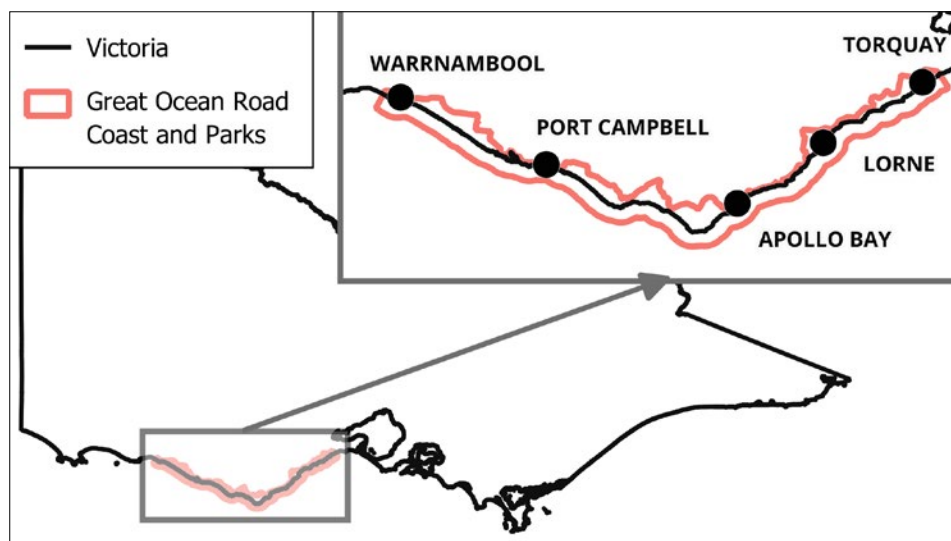 Victoria
Great Ocean Road
Coast and Parks
WARRNAMBOOL
PORT CAMPBELL
TORQUAY
LORNE
APOLLO BAY